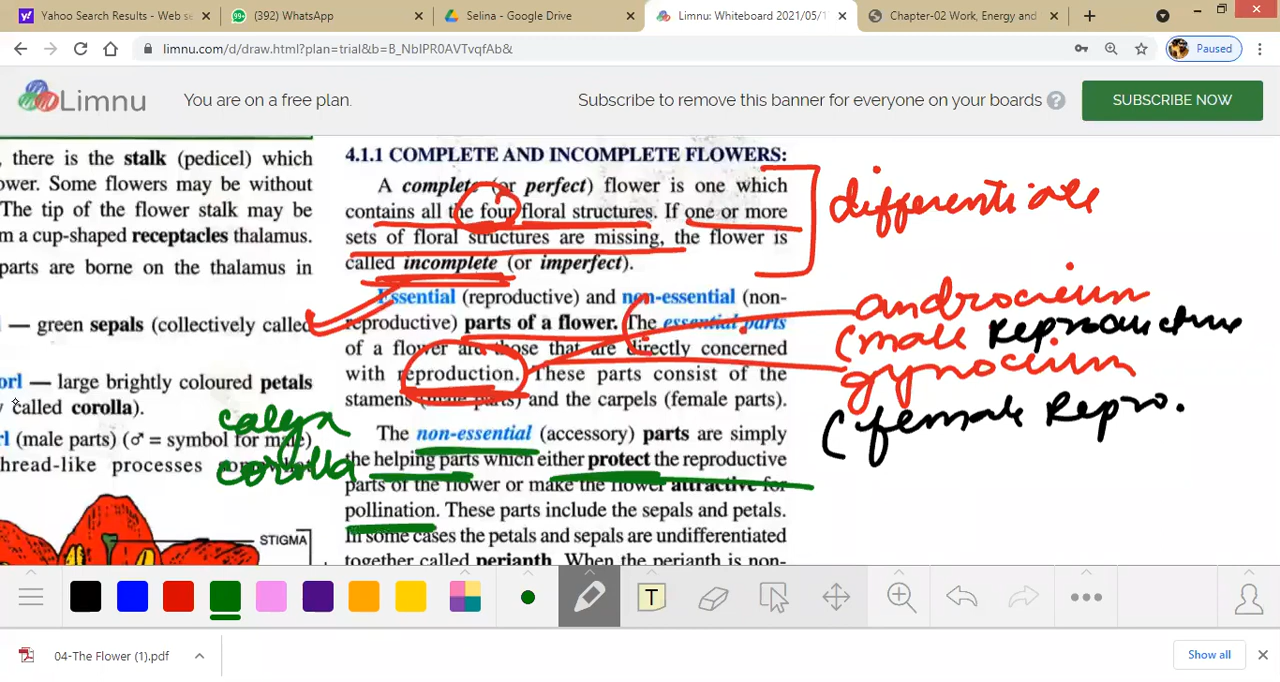 Yahoo Search Results - Web se
(392) WhatsApp
Selina - Google Drive
Limnu: Whiteboard 2021/05/1
Chapter-02 Work, Energy and
limnu.com/d/draw.html?plan=trial&b=B_NbIPR0AVTvqfAb&
Paused
Limnu
You are on a free plan.
Subscribe to remove this banner for everyone on your boards
SUBSCRIBE NOW
, there is the stalk (pedicel) which
ower. Some flowers may be without
The tip of the flower stalk may be
m a cup-shaped receptacles thalamus.
parts are borne on the thalamus in
— green sepals (collectively called
orl — large brightly coloured petals
y called corolla).
rl (male parts) (♂ = symbol for male)
hread-like processes
calyx
corolla
STIGMA
4.1.1 COMPLETE AND INCOMPLETE FLOWERS:
A complete (or perfect) flower is one which
contains all the four floral structures. If one or more
sets of floral structures are missing, the flower is
called incomplete (or imperfect).
Essential (reproductive) and non-essential (non-
reproductive) parts of a flower. The essential parts
of a flower are those that are directly concerned
with reproduction. These parts consist of the
stamens (male parts) and the carpels (female parts).
The non-essential (accessory) parts are simply
the helping parts which either protect the reproductive
parts of the flower or make the flower attractive for
pollination. These parts include the sepals and petals.
In some cases the petals and sepals are undifferentiated
together called perianth. When the perianth is non-
differentiate
androcium
(male Reproductive
gynocium
(female Repro.
T
04-The Flower (1).pdf
Show all